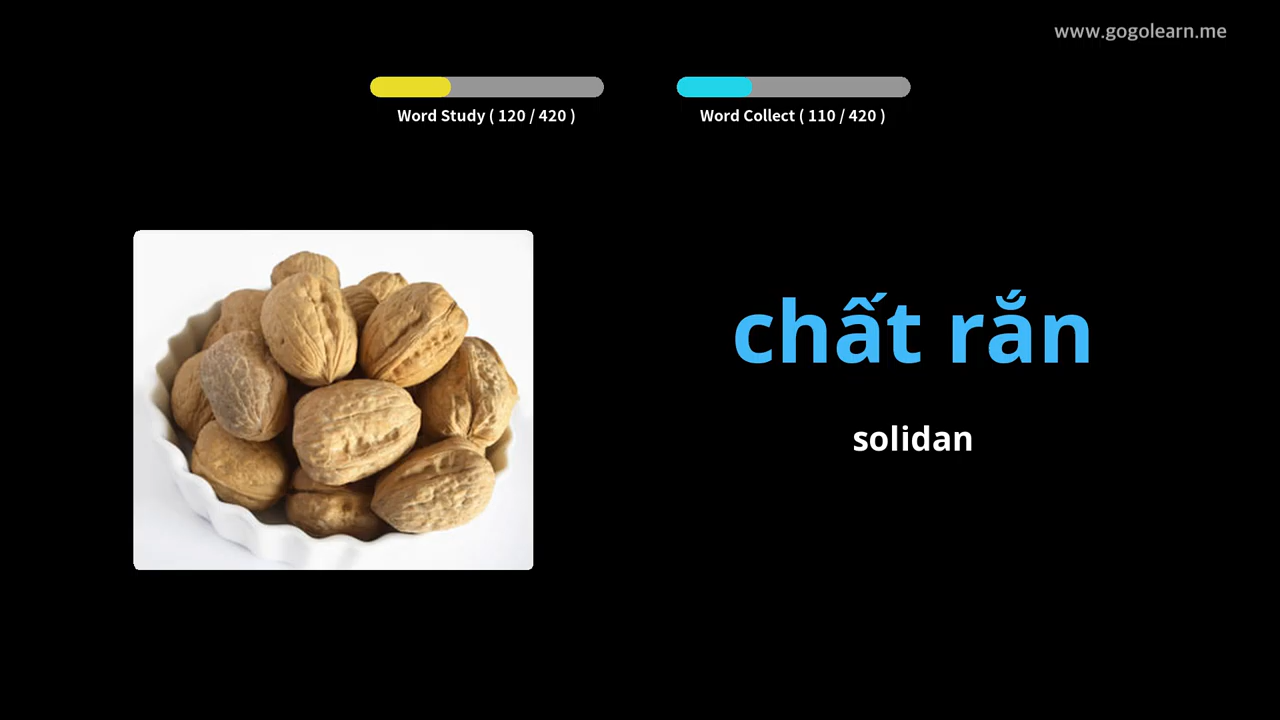 www.gogolearn.me
Word Study ( 120 / 420 )
Word Collect ( 110 / 420 )
chất rắn
solidan